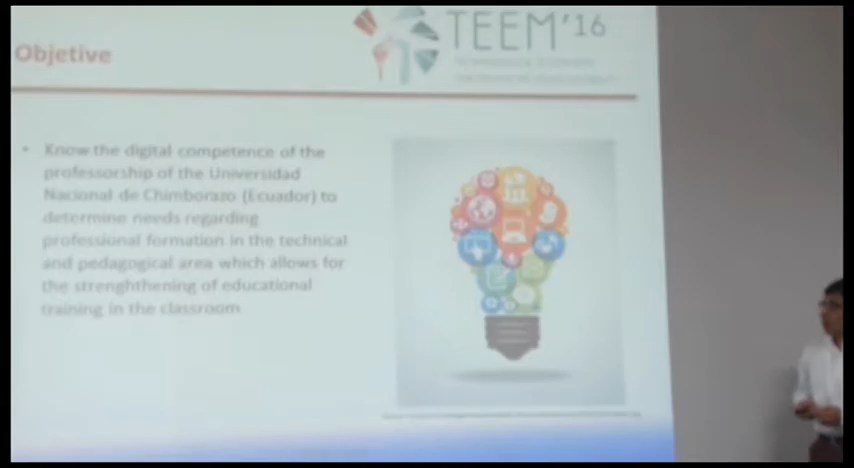 Objetive
TEEM'16
• Know the digital competence of the
professorship of the Universidad
Nacional de Chimborazo (Ecuador) to
determine needs regarding
professional formation in the technical
and pedagogical area which allows for
the strenghthening of educational
training in the classroom